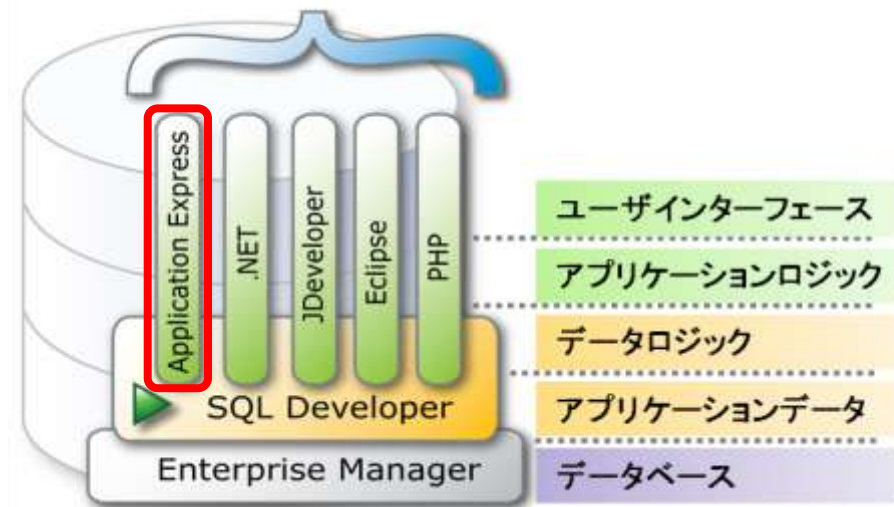 Application Express
.NET
JDeveloper
Eclipse
PHP
SQL Developer
Enterprise Manager
ユーザインターフェース
アプリケーションロジック
データロジック
アプリケーションデータ
データベース